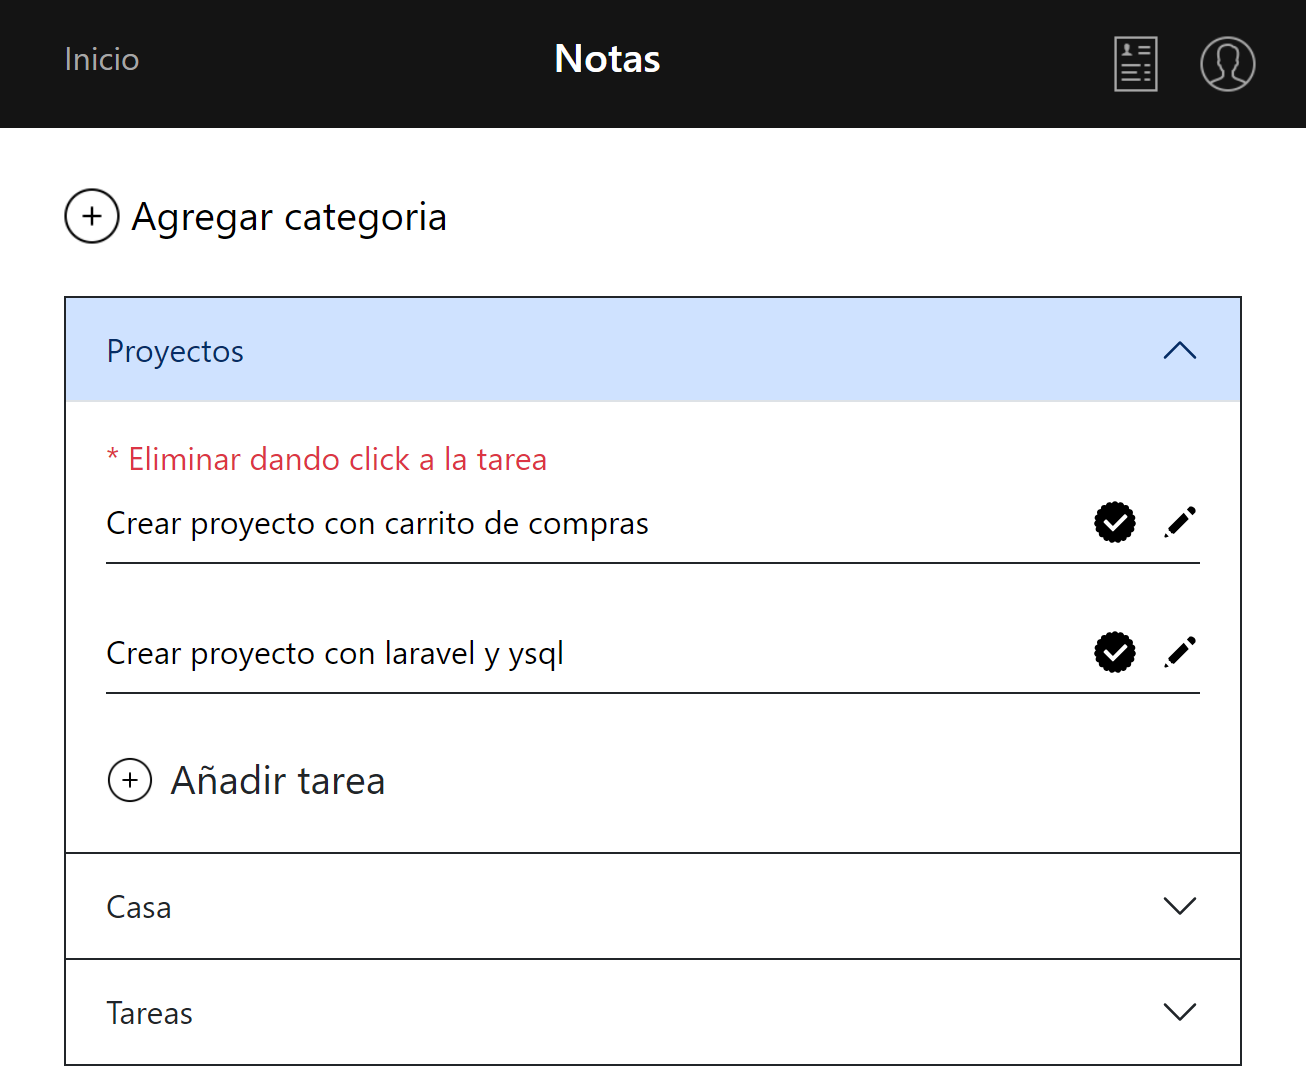 Inicio
Notas
Agregar categoria
Proyectos
* Eliminar dando click a la tarea
Crear proyecto con carrito de compras
Crear proyecto con laravel y ysql
Añadir tarea
Casa
Tareas